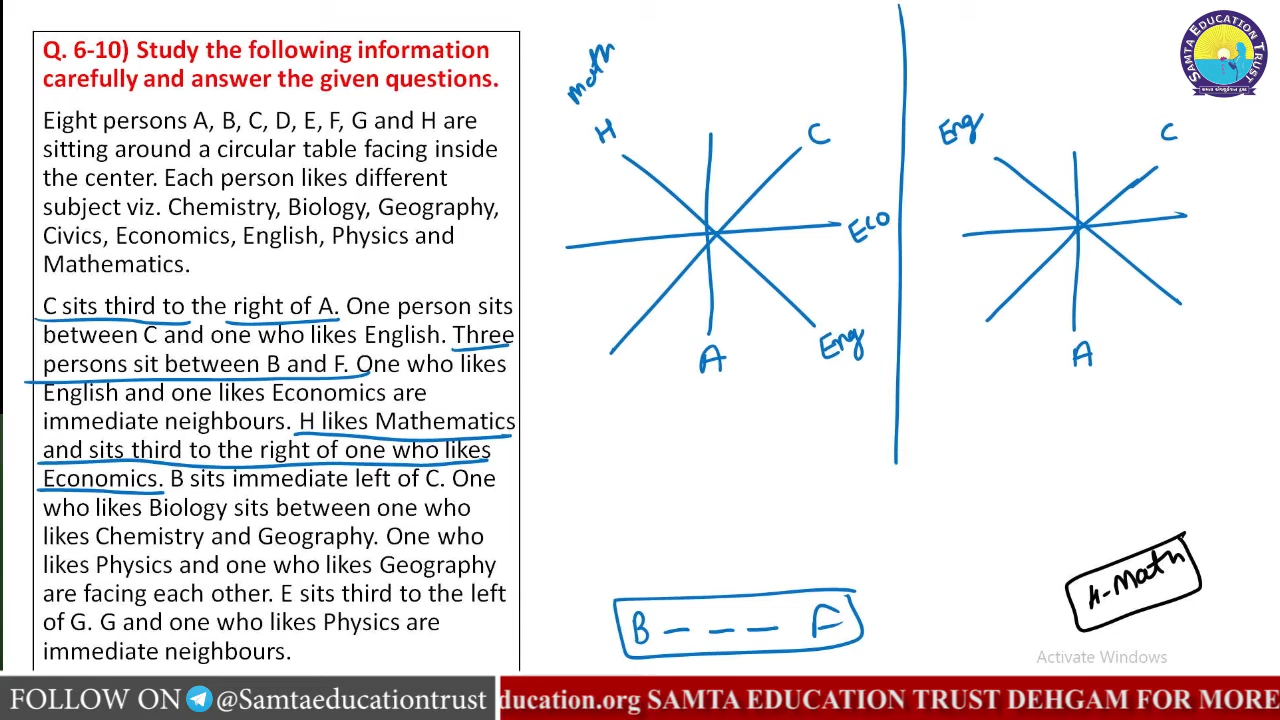 Q. 6-10) Study the following information
carefully and answer the given questions.
Eight persons A, B, C, D, E, F, G and H are
sitting around a circular table facing inside
the center. Each person likes different
subject viz. Chemistry, Biology, Geography,
Civics, Economics, English, Physics and
Mathematics.
C sits third to the right of A. One person sits
between C and one who likes English. Three
persons sit between B and F. One who likes
English and one likes Economics are
immediate neighbours. H likes Mathematics
and sits third to the right of one who likes
Economics. B sits immediate left of C. One
who likes Biology sits between one who
likes Chemistry and Geography. One who
likes Physics and one who likes Geography
are facing each other. E sits third to the left
of G. G and one who likes Physics are
immediate neighbours.
math
H
C
Eco
Eng
A
Eng
C
A
B - - - F
H-Math
SAMTA EDUCATION TRUST
Activate Windows
FOLLOW ON @Samtaeducationtrust
ducation.org SAMTA EDUCATION TRUST DEHGAM FOR MORE